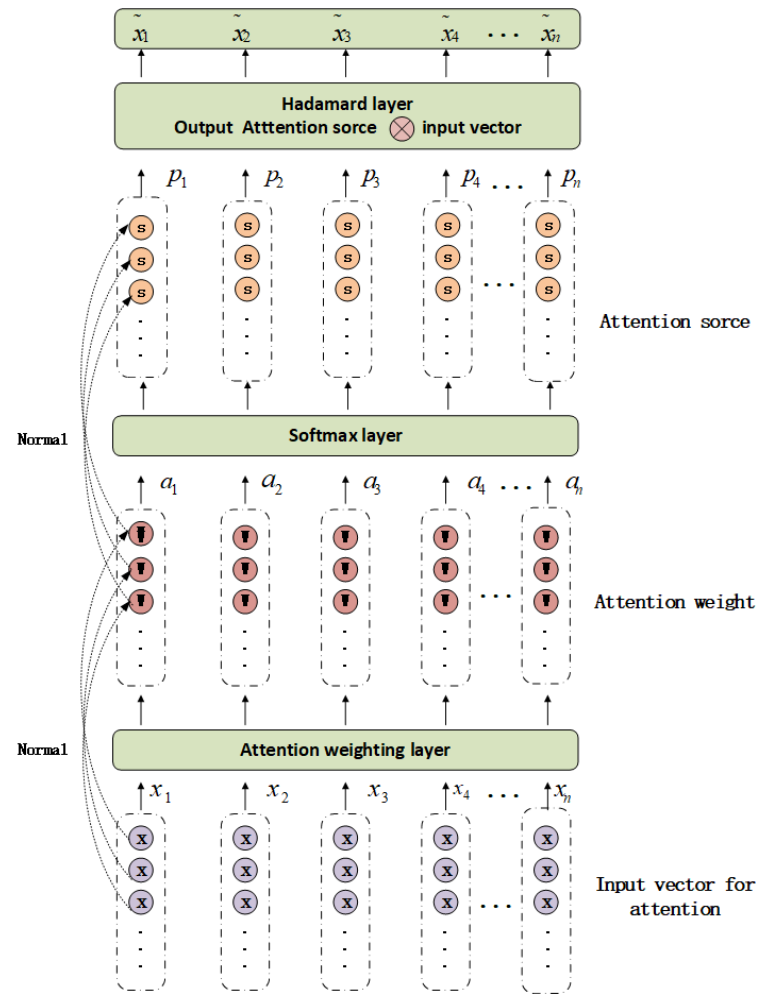 x̃₁ x̃₂ x̃₃ x̃₄ ... x̃ₙ
Hadamard layer
Output Atttention sorce ⊗ input vector
p₁ p₂ p₃ p₄ ... pₙ
s s s s s
s s s s s
s s s s ... s
Attention sorce
Softmax layer
Normal
a₁ a₂ a₃ a₄ ... aₙ
Attention weight
Normal
Attention weighting layer
x₁ x₂ x₃ x₄ ... xₙ
x x x x x
x x x x x
x x x x ... x
Input vector for
attention